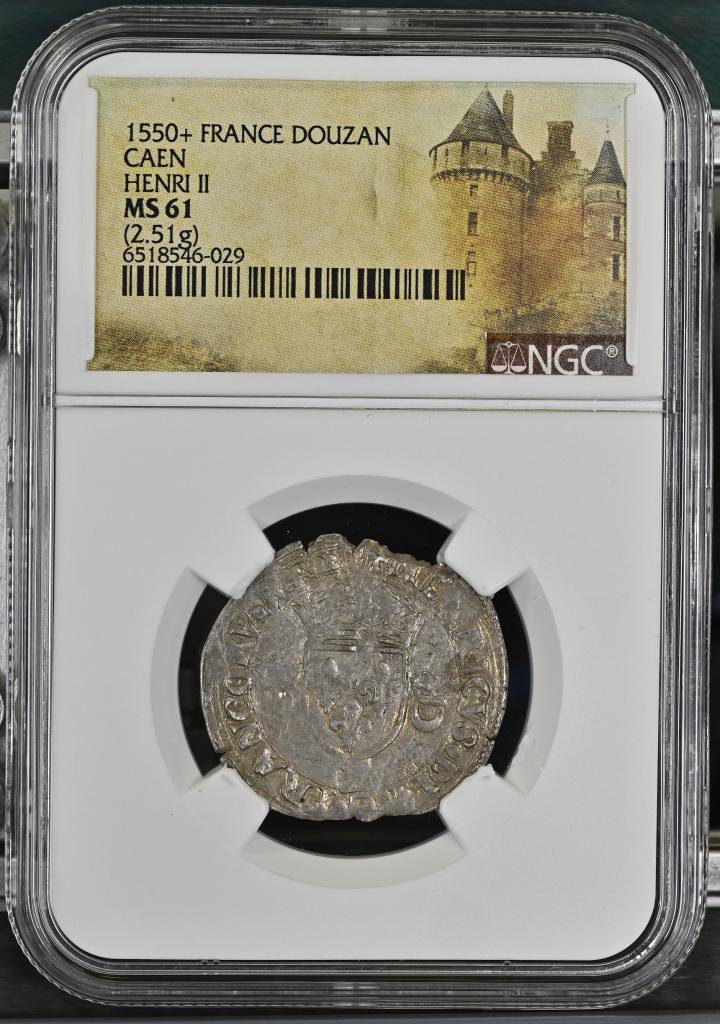 1550+ FRANCE DOUZAN
CAEN
HENRI II
MS 61
(2.51g)
6518546-029
NGC®